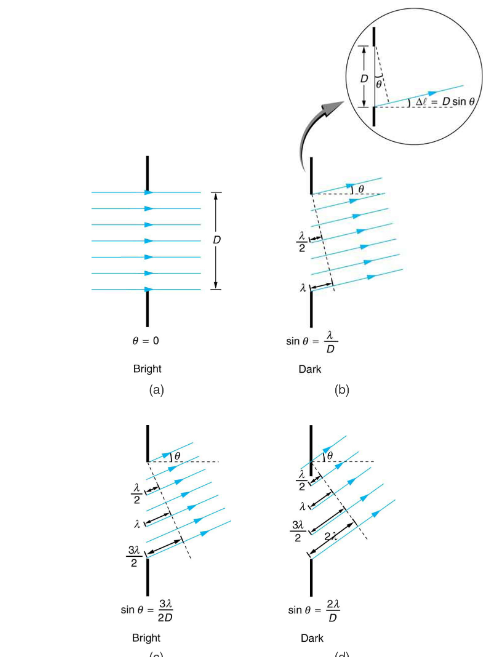 D
θ
Δℓ = D sin θ
D
θ = 0
Bright
(a)
θ
λ/2
λ
sin θ = λ/D
Dark
(b)
θ
λ/2
λ
3λ/2
sin θ = 3λ/2D
Bright
(c)
θ
λ/2
λ
3λ/2
2λ
sin θ = 2λ/D
Dark
(d)